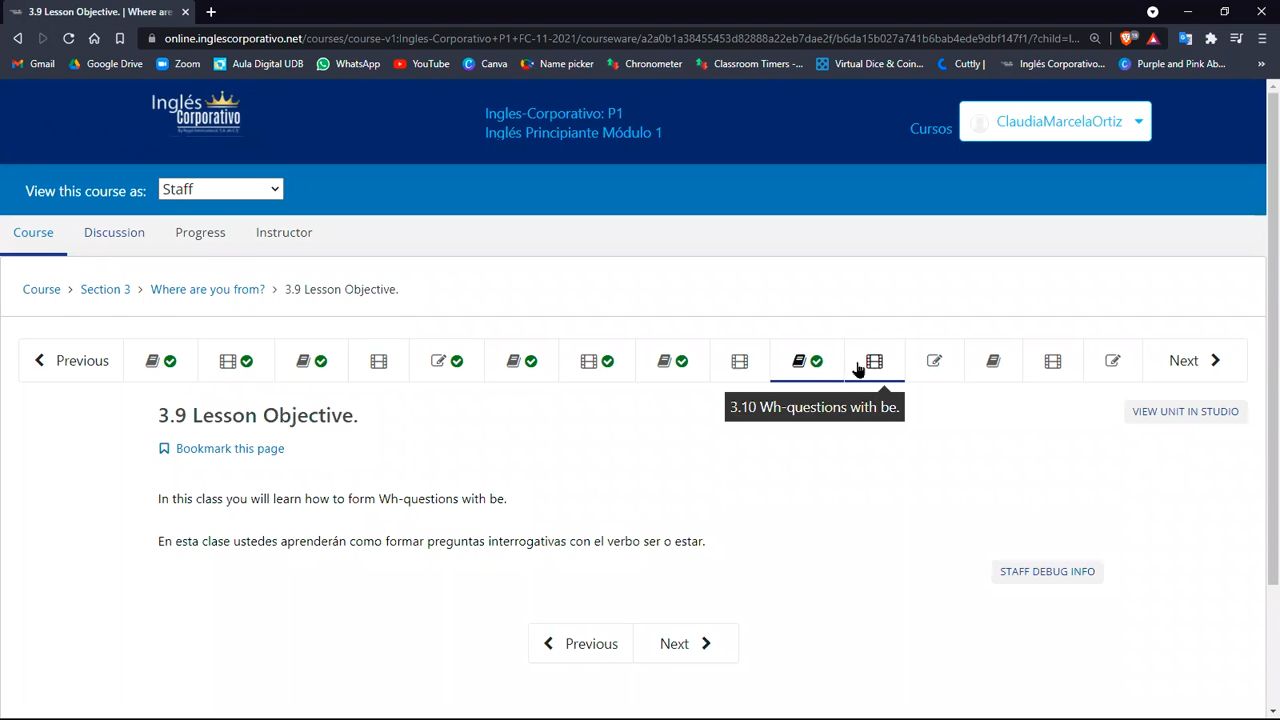 3.9 Lesson Objective. | Where are
online.inglescorporativo.net/courses/course-v1:Ingles-Corporativo+P1+FC-11-2021/courseware/a2a0b1a38455453d82888a22eb7dae2f/b6da15b027a741b6bab4ede9dbf147f1/?child=l...
Gmail Google Drive Zoom Aula Digital UDB WhatsApp YouTube Canva Name picker Chrometer Classroom Timers -... Virtual Dice & Coin... Cuttly | Inglés Corporativo... Purple and Pink Ab... »
Inglés
Corporativo
Ingles-Corporativo: P1
Inglés Principiante Módulo 1
Cursos
ClaudiaMarcelaOrtiz
View this course as: Staff
Course Discussion Progress Instructor
Course > Section 3 > Where are you from? > 3.9 Lesson Objective.
Previous
Next
3.10 Wh-questions with be.
3.9 Lesson Objective.
VIEW UNIT IN STUDIO
Bookmark this page
In this class you will learn how to form Wh-questions with be.
En esta clase ustedes aprenderán como formar preguntas interrogativas con el verbo ser o estar.
STAFF DEBUG INFO
Previous Next